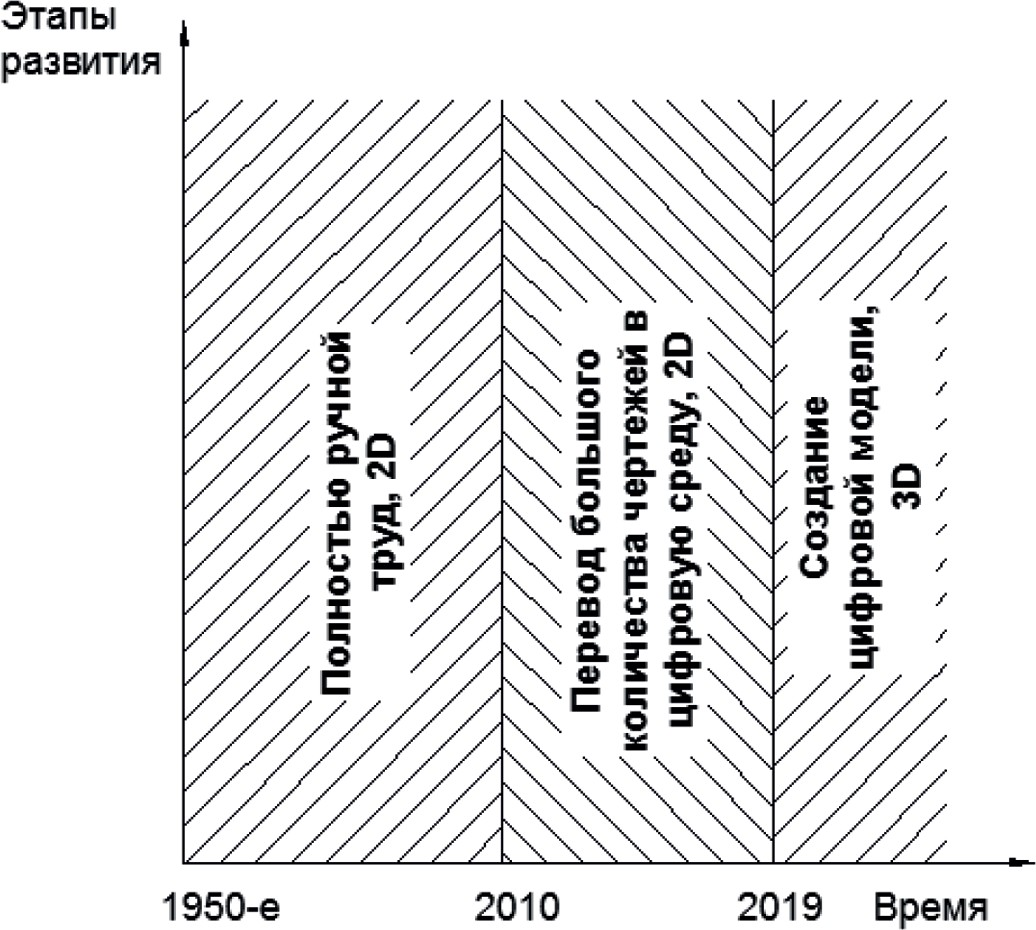 Этапы
развития
Полностью ручной
труд, 2D
Перевод большого
количества чертежей в
цифровую среду, 2D
Создание
цифровой модели,
3D
1950-е
2010
2019
Время